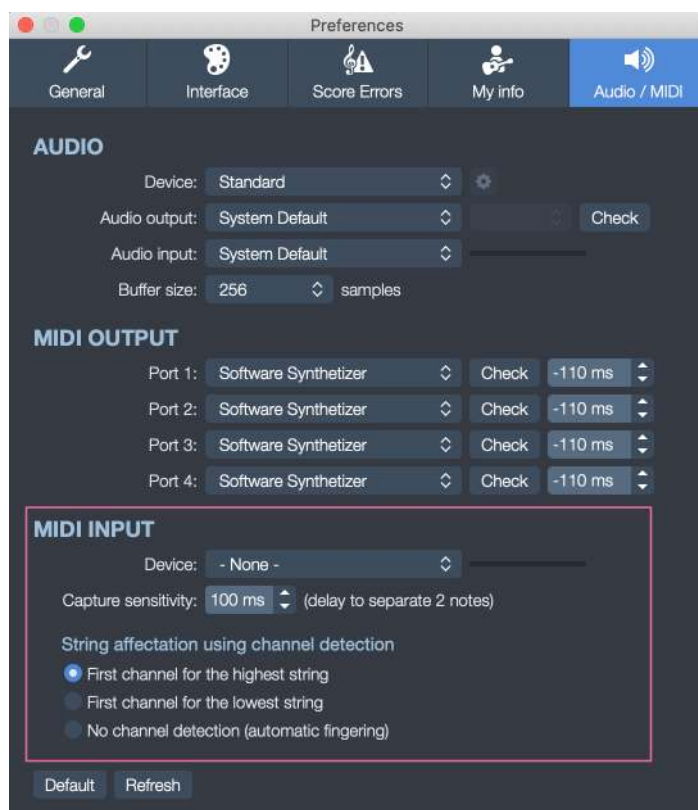 Preferences
General Interface Score Errors My info Audio / MIDI
AUDIO
Device: Standard
Audio output: System Default Check
Audio input: System Default
Buffer size: 256 samples
MIDI OUTPUT
Port 1: Software Synthetizer Check -110 ms
Port 2: Software Synthetizer Check -110 ms
Port 3: Software Synthetizer Check -110 ms
Port 4: Software Synthetizer Check -110 ms
MIDI INPUT
Device: - None -
Capture sensitivity: 100 ms (delay to separate 2 notes)
String affectation using channel detection
First channel for the highest string
First channel for the lowest string
No channel detection (automatic fingering)
Default Refresh